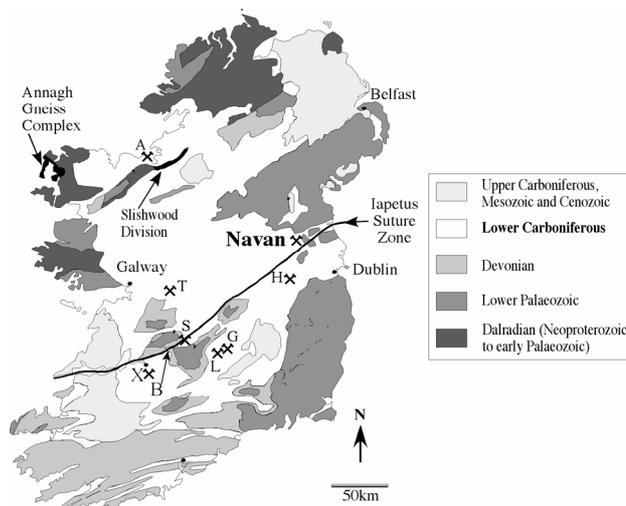 Annagh
Gneiss
Complex
A
Belfast
Slishwood
Division
Iapetus
Suture
Zone
Navan
Galway
Dublin
T
H
S
G
L
X
B
N
50km
Upper Carboniferous,
Mesozoic and Cenozoic
Lower Carboniferous
Devonian
Lower Palaeozoic
Dalradian (Neoproterozoic
to early Palaeozoic)